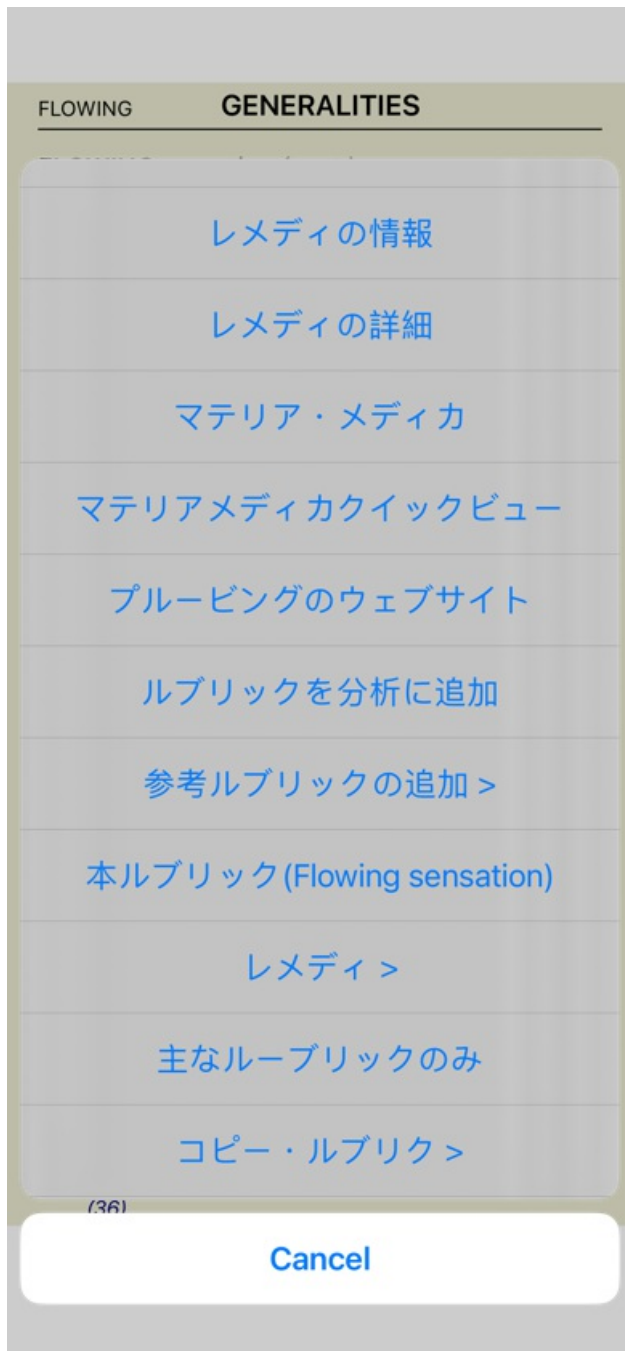 FLOWING GENERALITIES
レメディの情報
レメディの詳細
マテリア・メディカ
マテリアメディカクイックビュー
プルービングのウェブサイト
ルブリックを分析に追加
参考ルブリックの追加 >
本ルブリック(Flowing sensation)
レメディ >
主なルーブリックのみ
コピー・ルブリク >
(36)
Cancel